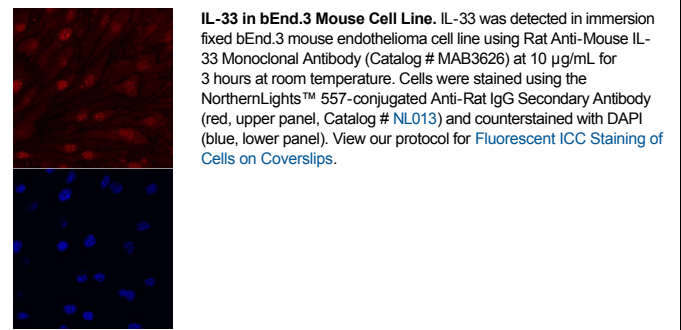 IL-33 in bEnd.3 Mouse Cell Line. IL-33 was detected in immersion
fixed bEnd.3 mouse endothelioma cell line using Rat Anti-Mouse IL-
33 Monoclonal Antibody (Catalog # MAB3626) at 10 µg/mL for
3 hours at room temperature. Cells were stained using the
NorthernLights™ 557-conjugated Anti-Rat IgG Secondary Antibody
(red, upper panel, Catalog # NL013) and counterstained with DAPI
(blue, lower panel). View our protocol for Fluorescent ICC Staining of
Cells on Coverslips.